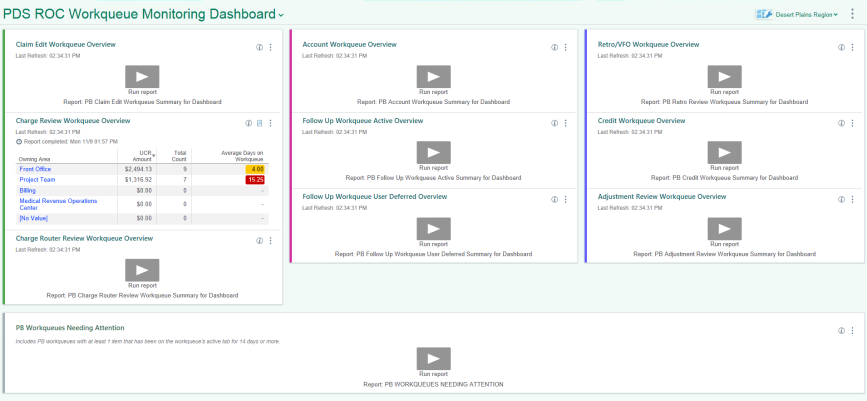 PDS ROC Workqueue Monitoring Dashboard
Desert Plains Region
Claim Edit Workqueue Overview
Last Refresh: 02:34:31 PM
Run report
Report: PB Claim Edit Workqueue Summary for Dashboard
Charge Review Workqueue Overview
Last Refresh: 02:34:31 PM
Report completed: Mon 11/9 01:57 PM
Owning Area UCR Amount Total Count Average Days on Workqueue
Front Office $2,494.13 9 4.00
Project Team $1,316.92 7 15.25
Billing $0.00 0 -
Medical Revenue Operations Center $0.00 0 -
[No Value] $0.00 0 -
Charge Router Review Workqueue Overview
Last Refresh: 02:34:31 PM
Run report
Report: PB Charge Router Review Workqueue Summary for Dashboard
Account Workqueue Overview
Last Refresh: 02:34:31 PM
Run report
Report: PB Account Workqueue Summary for Dashboard
Follow Up Workqueue Active Overview
Last Refresh: 02:34:31 PM
Run report
Report: PB Follow Up Workqueue Active Summary for Dashboard
Follow Up Workqueue User Deferred Overview
Last Refresh: 02:34:31 PM
Run report
Report: PB Follow Up Workqueue User Deferred Summary for Dashboard
Retro/VFO Workqueue Overview
Last Refresh: 02:34:31 PM
Run report
Report: PB Retro Review Workqueue Summary for Dashboard
Credit Workqueue Overview
Last Refresh: 02:34:31 PM
Run report
Report: PB Credit Workqueue Summary for Dashboard
Adjustment Review Workqueue Overview
Last Refresh: 02:34:31 PM
Run report
Report: PB Adjustment Review Workqueue Summary for Dashboard
PB Workqueues Needing Attention
Includes PB workqueues with at least 1 item that has been on the workqueue's active tab for 14 days or more.
Run report
Report: PB WORKQUEUES NEEDING ATTENTION